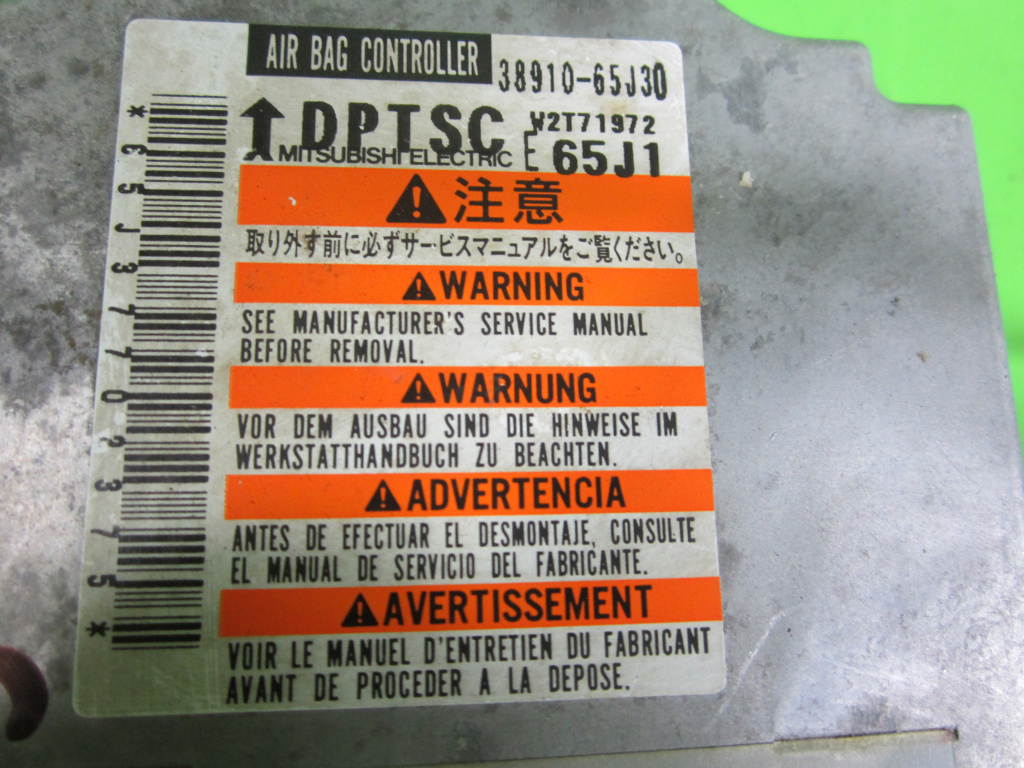 AIR BAG CONTROLLER 38910-65J30
DPTSC W2T71972
MITSUBISHI ELECTRIC E 65J1
注意
取り外す前に必ずサービスマニュアルをご覧ください。
WARNING
SEE MANUFACTURER'S SERVICE MANUAL
BEFORE REMOVAL.
WARNUNG
VOR DEM AUSBAU SIND DIE HINWEISE IM
WERKSTATTHANDBUCH ZU BEACHTEN.
ADVERTENCIA
ANTES DE EFECTUAR EL DESMONTAJE, CONSULTE
EL MANUAL DE SERVICIO DEL FABRICANTE.
AVERTISSEMENT
VOIR LE MANUEL D'ENTRETIEN DU FABRICANT
AVANT DE PROCEDER A LA DEPOSE.